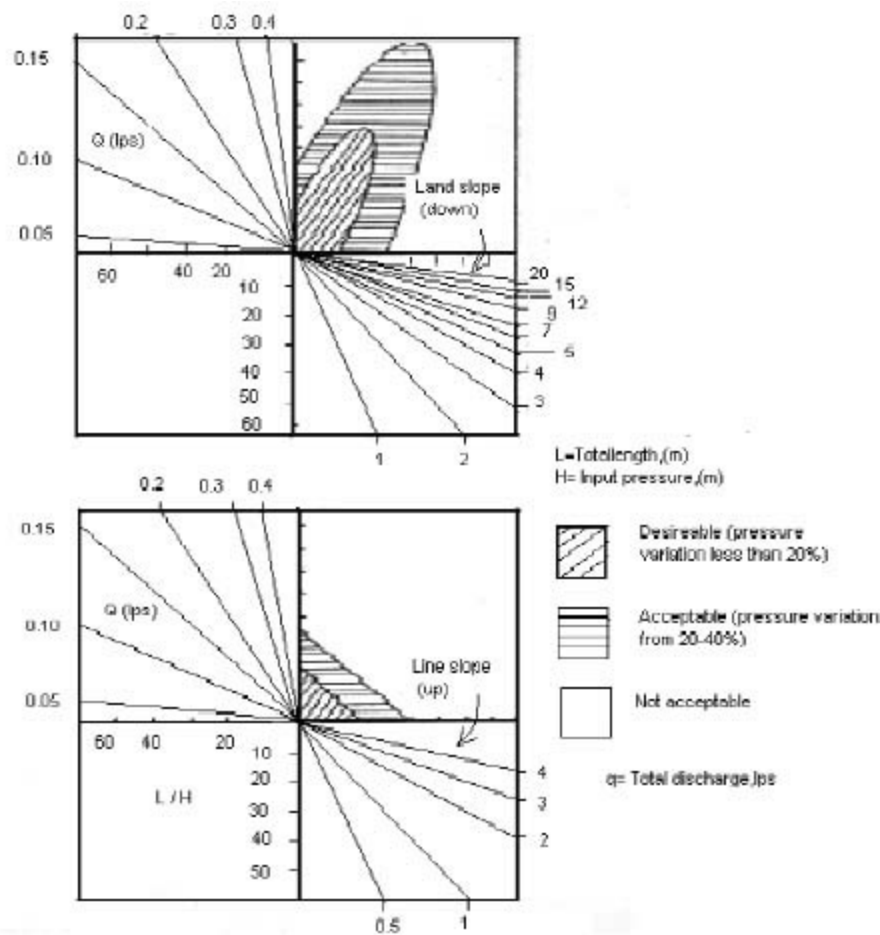 0.2 0.3 0.4
0.15
Q (lps)
0.10
Land slope
(down)
0.05
60 40 20
20
10
15
12
20
9
7
30
5
40
4
50
3
60
1 2
L=Totallength,(m)
H= Input pressure,(m)
0.2 0.3 0.4
0.15
Desireable (pressure
variation less than 20%)
Q (lps)
0.10
Acceptable (pressure variation
from 20-40%)
Line slope
(up)
0.05
Not acceptable
60 40 20
10
4
q= Total discharge,lps
20
3
L / H
30
2
40
50
0.5 1